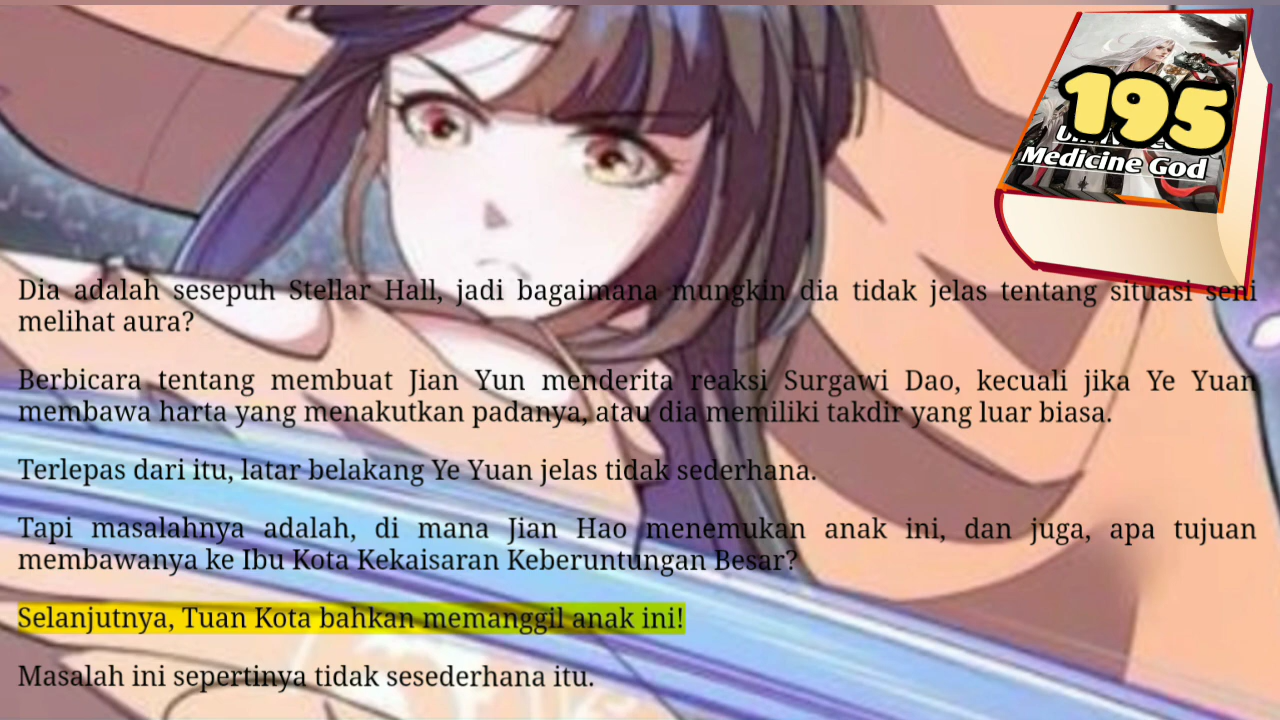 195
Medicine God
Dia adalah sesepuh Stellar Hall, jadi bagaimana mungkin dia tidak jelas tentang situasi seni
melihat aura?
Berbicara tentang membuat Jian Yun menderita reaksi Surgawi Dao, kecuali jika Ye Yuan
membawa harta yang menakutkan padanya, atau dia memiliki takdir yang luar biasa.
Terlepas dari itu, latar belakang Ye Yuan jelas tidak sederhana.
Tapi masalahnya adalah, di mana Jian Hao menemukan anak ini, dan juga, apa tujuan
membawanya ke Ibu Kota Kekaisaran Keberuntungan Besar?
Selanjutnya, Tuan Kota bahkan memanggil anak ini!
Masalah ini sepertinya tidak sesederhana itu.